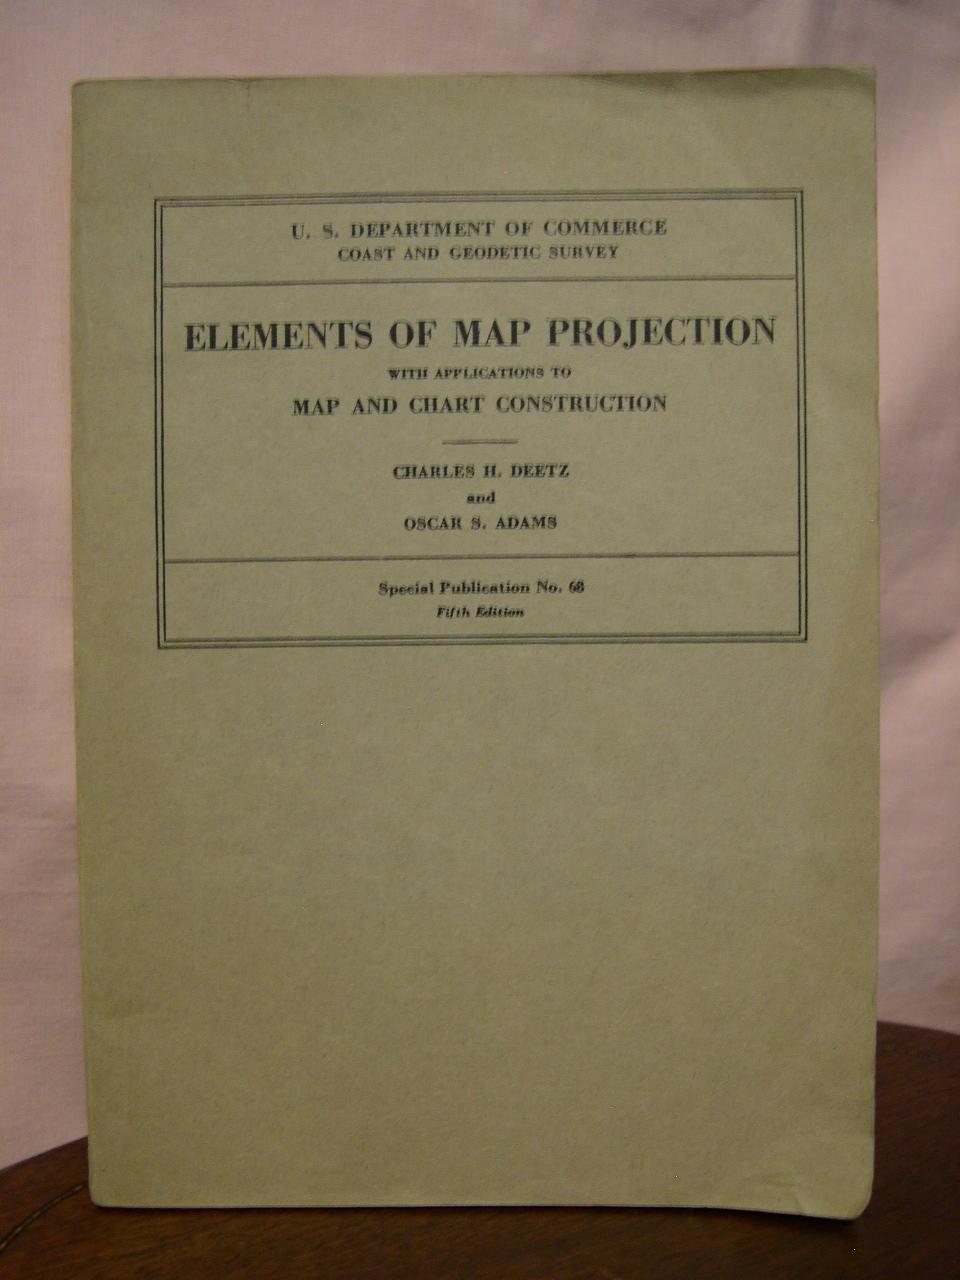 U. S. DEPARTMENT OF COMMERCE
COAST AND GEODETIC SURVEY
ELEMENTS OF MAP PROJECTION
WITH APPLICATIONS TO
MAP AND CHART CONSTRUCTION
CHARLES H. DEETZ
and
OSCAR S. ADAMS
Special Publication No. 68
Fifth Edition